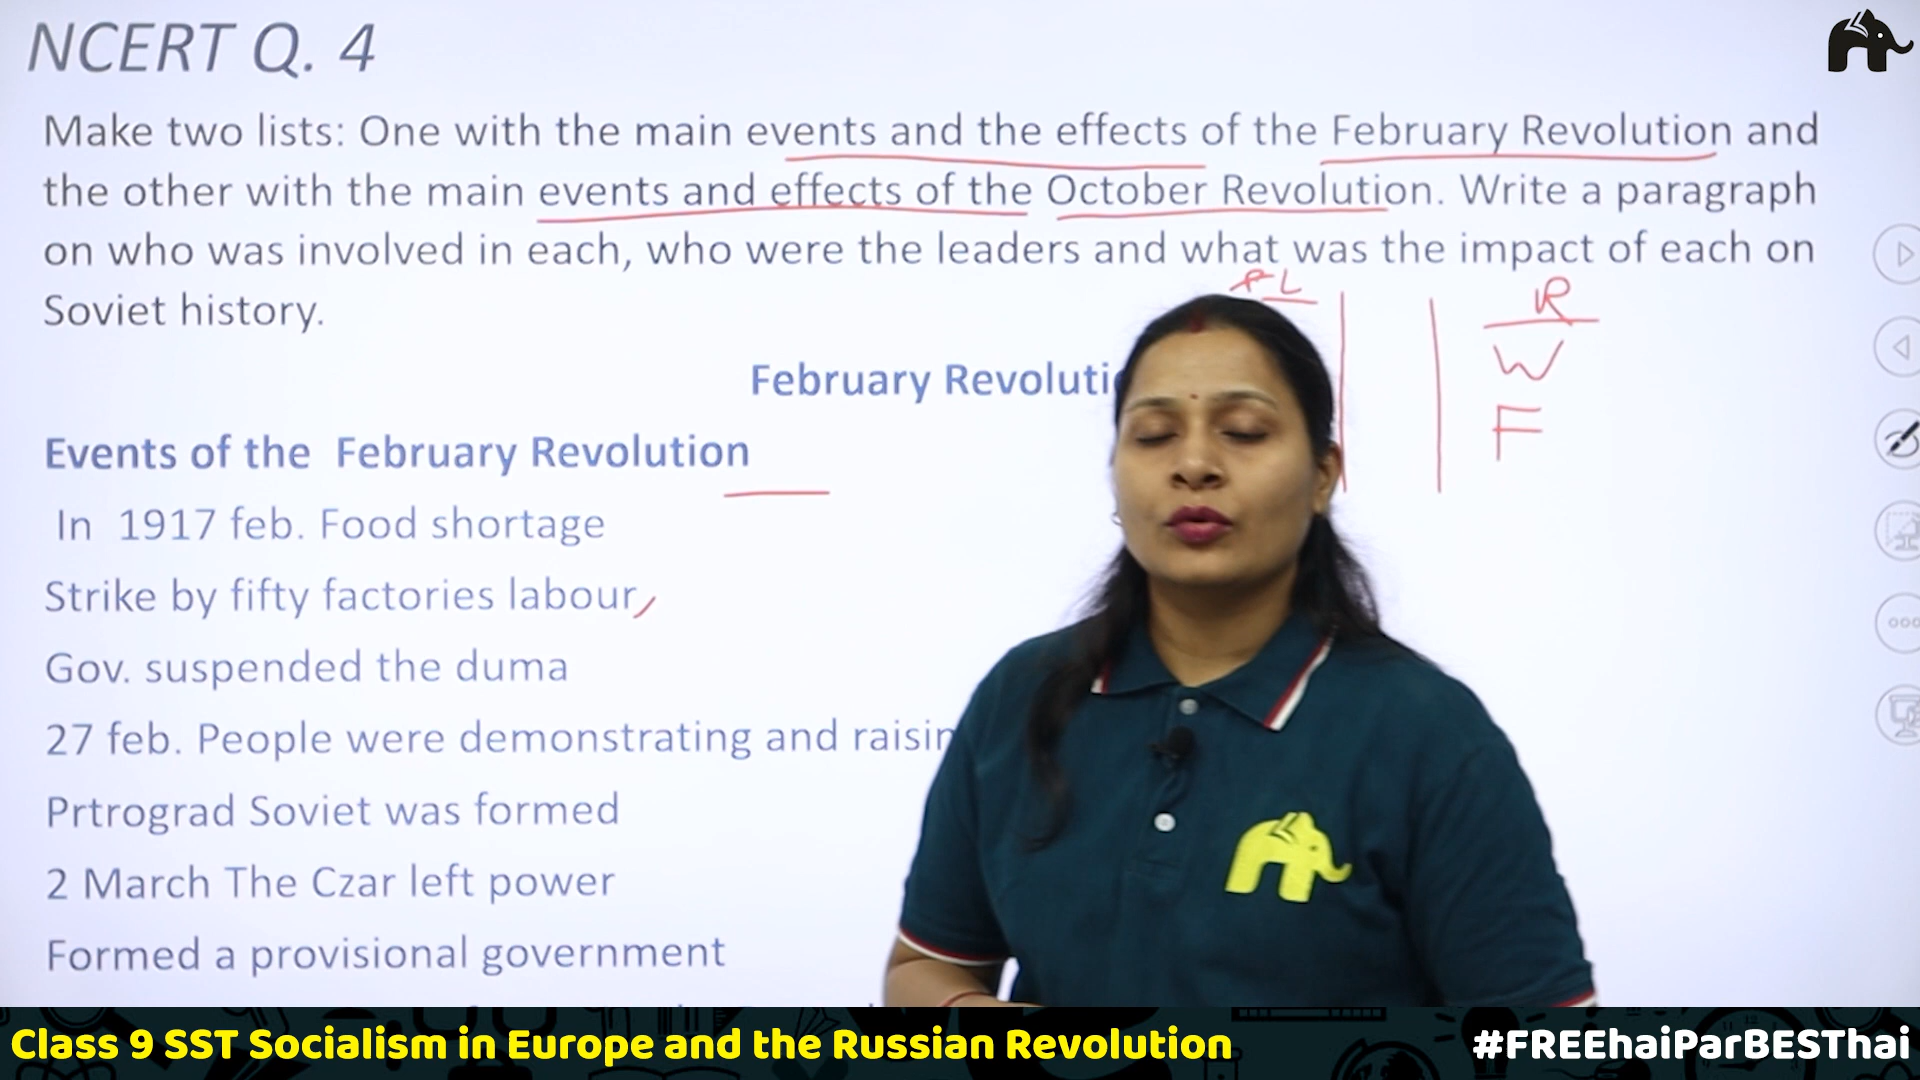 NCERT Q. 4
Make two lists: One with the main events and the effects of the February Revolution and
the other with the main events and effects of the October Revolution. Write a paragraph
on who was involved in each, who were the leaders and what was the impact of each on
Soviet history.
L
R
W
F
February Revoluti
Events of the February Revolution
In 1917 feb. Food shortage
Strike by fifty factories labour,
Gov. suspended the duma
27 feb. People were demonstrating and raisin
Prtrograd Soviet was formed
2 March The Czar left power
Formed a provisional government
Class 9 SST Socialism in Europe and the Russian Revolution
#FREEhaiParBESThai